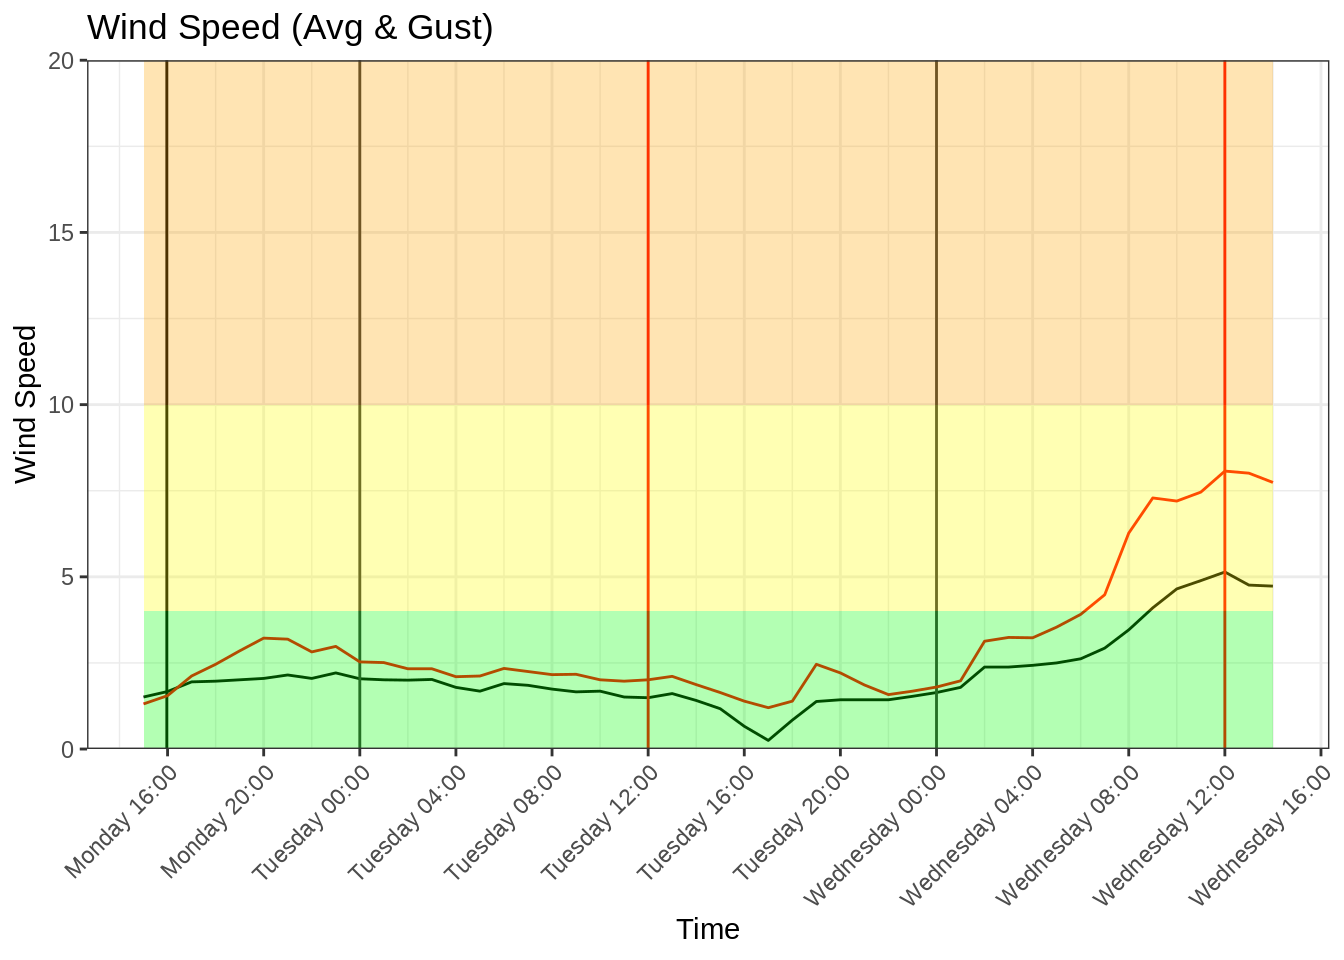 Wind Speed (Avg & Gust)
Wind Speed
20
15
10
5
0
Monday 16:00
Monday 20:00
Tuesday 00:00
Tuesday 04:00
Tuesday 08:00
Tuesday 12:00
Tuesday 16:00
Tuesday 20:00
Wednesday 00:00
Wednesday 04:00
Wednesday 08:00
Wednesday 12:00
Wednesday 16:00
Time